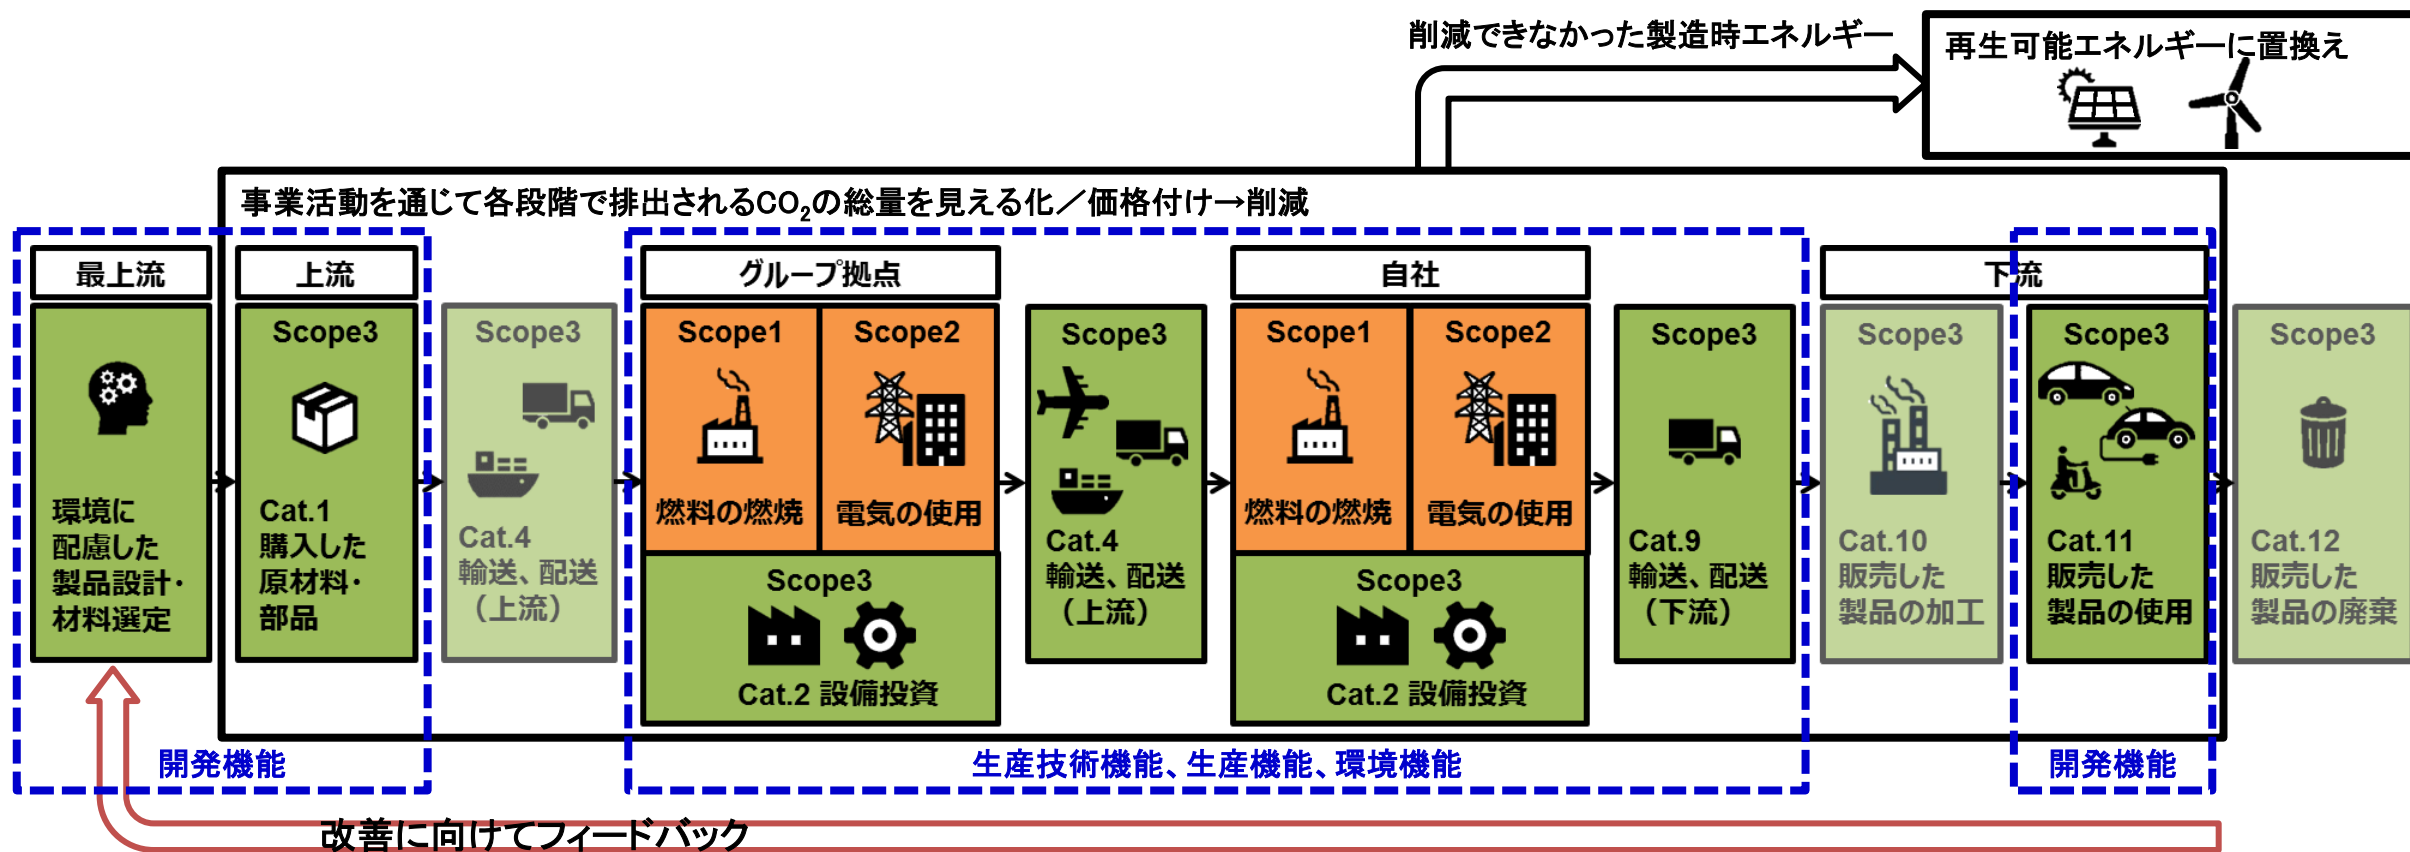 削減できなかった製造時エネルギー
再生可能エネルギーに置換え
事業活動を通じて各段階で排出されるCO₂の総量を見える化／価格付け→削減
最上流
環境に
配慮した
製品設計・
材料選定
上流
Scope3
Cat.1
購入した
原材料・
部品
Scope3
Cat.4
輸送、配送
（上流）
グループ拠点
Scope1
燃料の燃焼
Scope2
電気の使用
Scope3
Cat.2 設備投資
Scope3
Cat.4
輸送、配送
（上流）
自社
Scope1
燃料の燃焼
Scope2
電気の使用
Scope3
Cat.2 設備投資
Scope3
Cat.9
輸送、配送
（下流）
下流
Scope3
Cat.10
販売した
製品の加工
Scope3
Cat.11
販売した
製品の使用
Scope3
Cat.12
販売した
製品の廃棄
開発機能
生産技術機能、生産機能、環境機能
開発機能
改善に向けてフィードバック